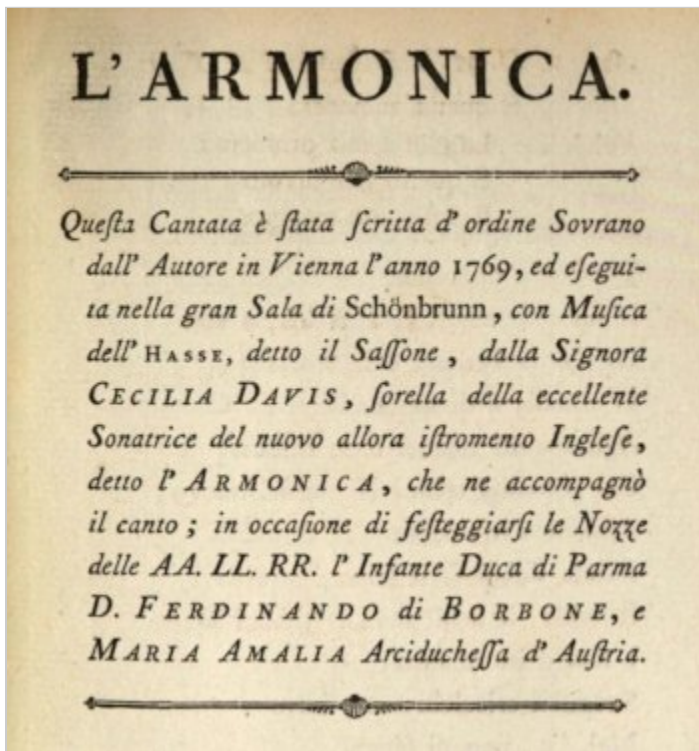 L'ARMONICA.
Queſta Cantata è ſtata ſcritta d' ordine Sovrano
dall' Autore in Vienna l' anno 1769, ed eſegui-
ta nella gran Sala di Schönbrunn, con Muſica
dell' HASSE, detto il Saſſone, dalla Signora
CECILIA DAVIS, ſorella della eccellente
Sonatrice del nuovo allora iſtromento Ingleſe,
detto l' ARMONICA, che ne accompagnò
il canto; in occaſione di feſteggiarſi le Nozze
delle AA. LL. RR. l' Infante Duca di Parma
D. FERDINANDO di BORBONE, e
MARIA AMALIA Arciducheſſa d' Auſtria.